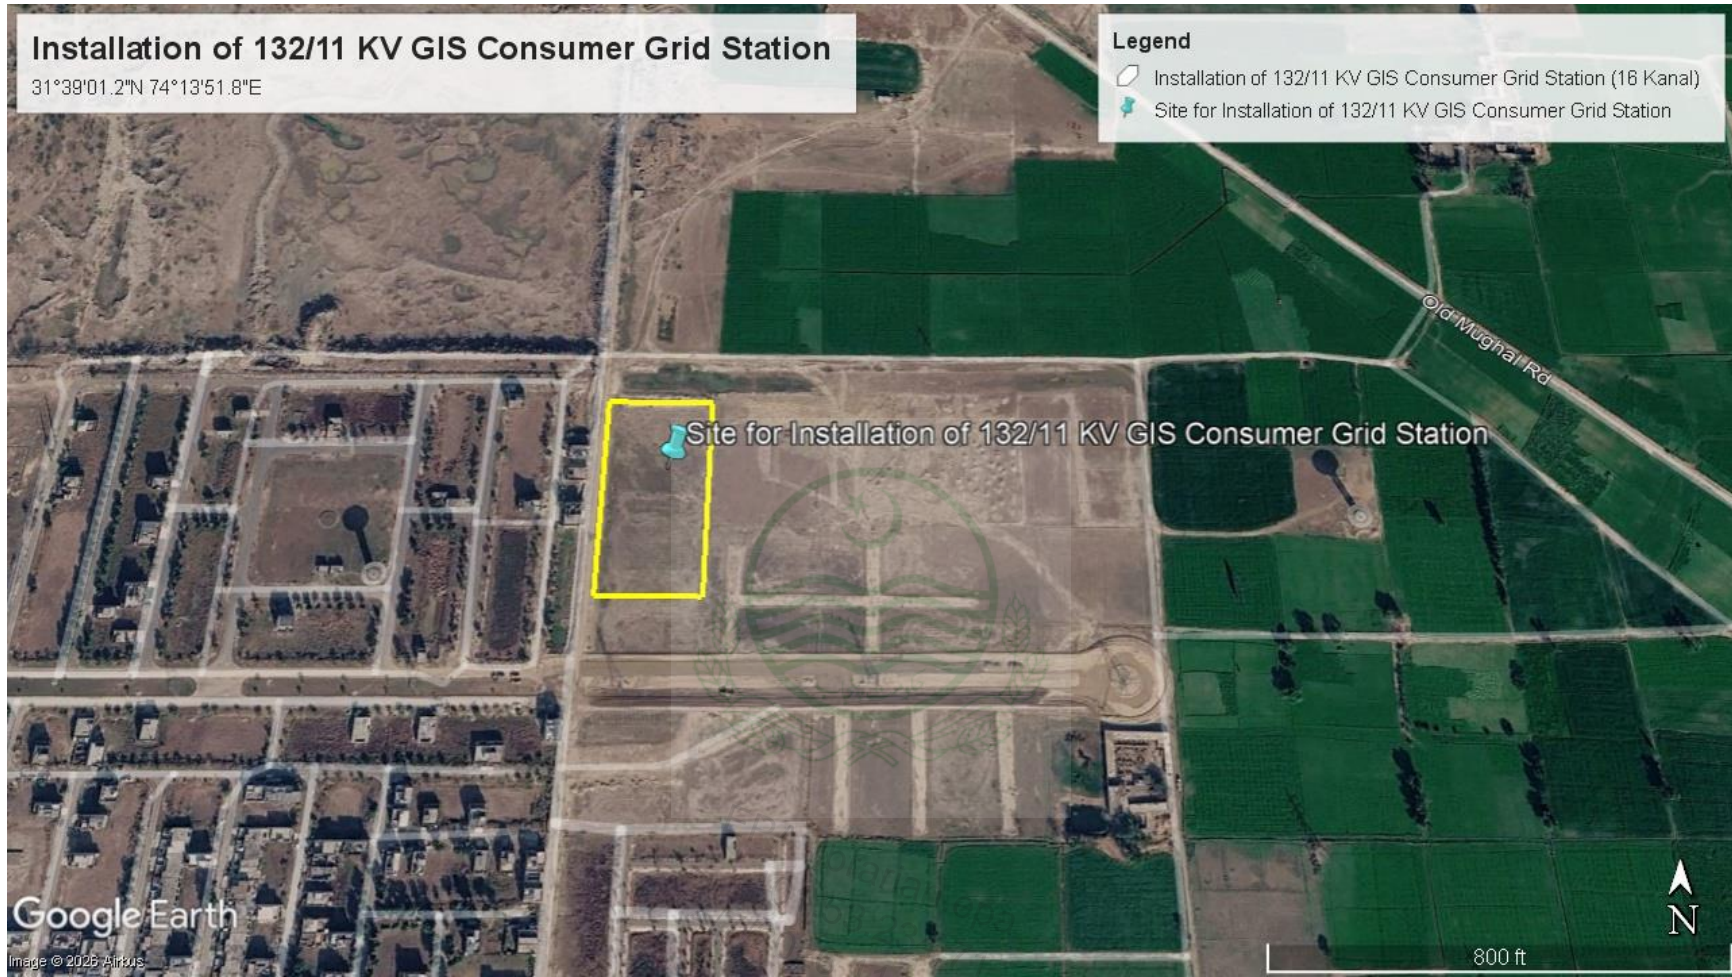 Installation of 132/11 KV GIS Consumer Grid Station
31°39'01.2"N 74°13'51.8"E
Legend
Installation of 132/11 KV GIS Consumer Grid Station (16 Kanal)
Site for Installation of 132/11 KV GIS Consumer Grid Station
Old Mughal Rd
Site for Installation of 132/11 KV GIS Consumer Grid Station
Google Earth
N
Image © 2026 Airbus
800 ft